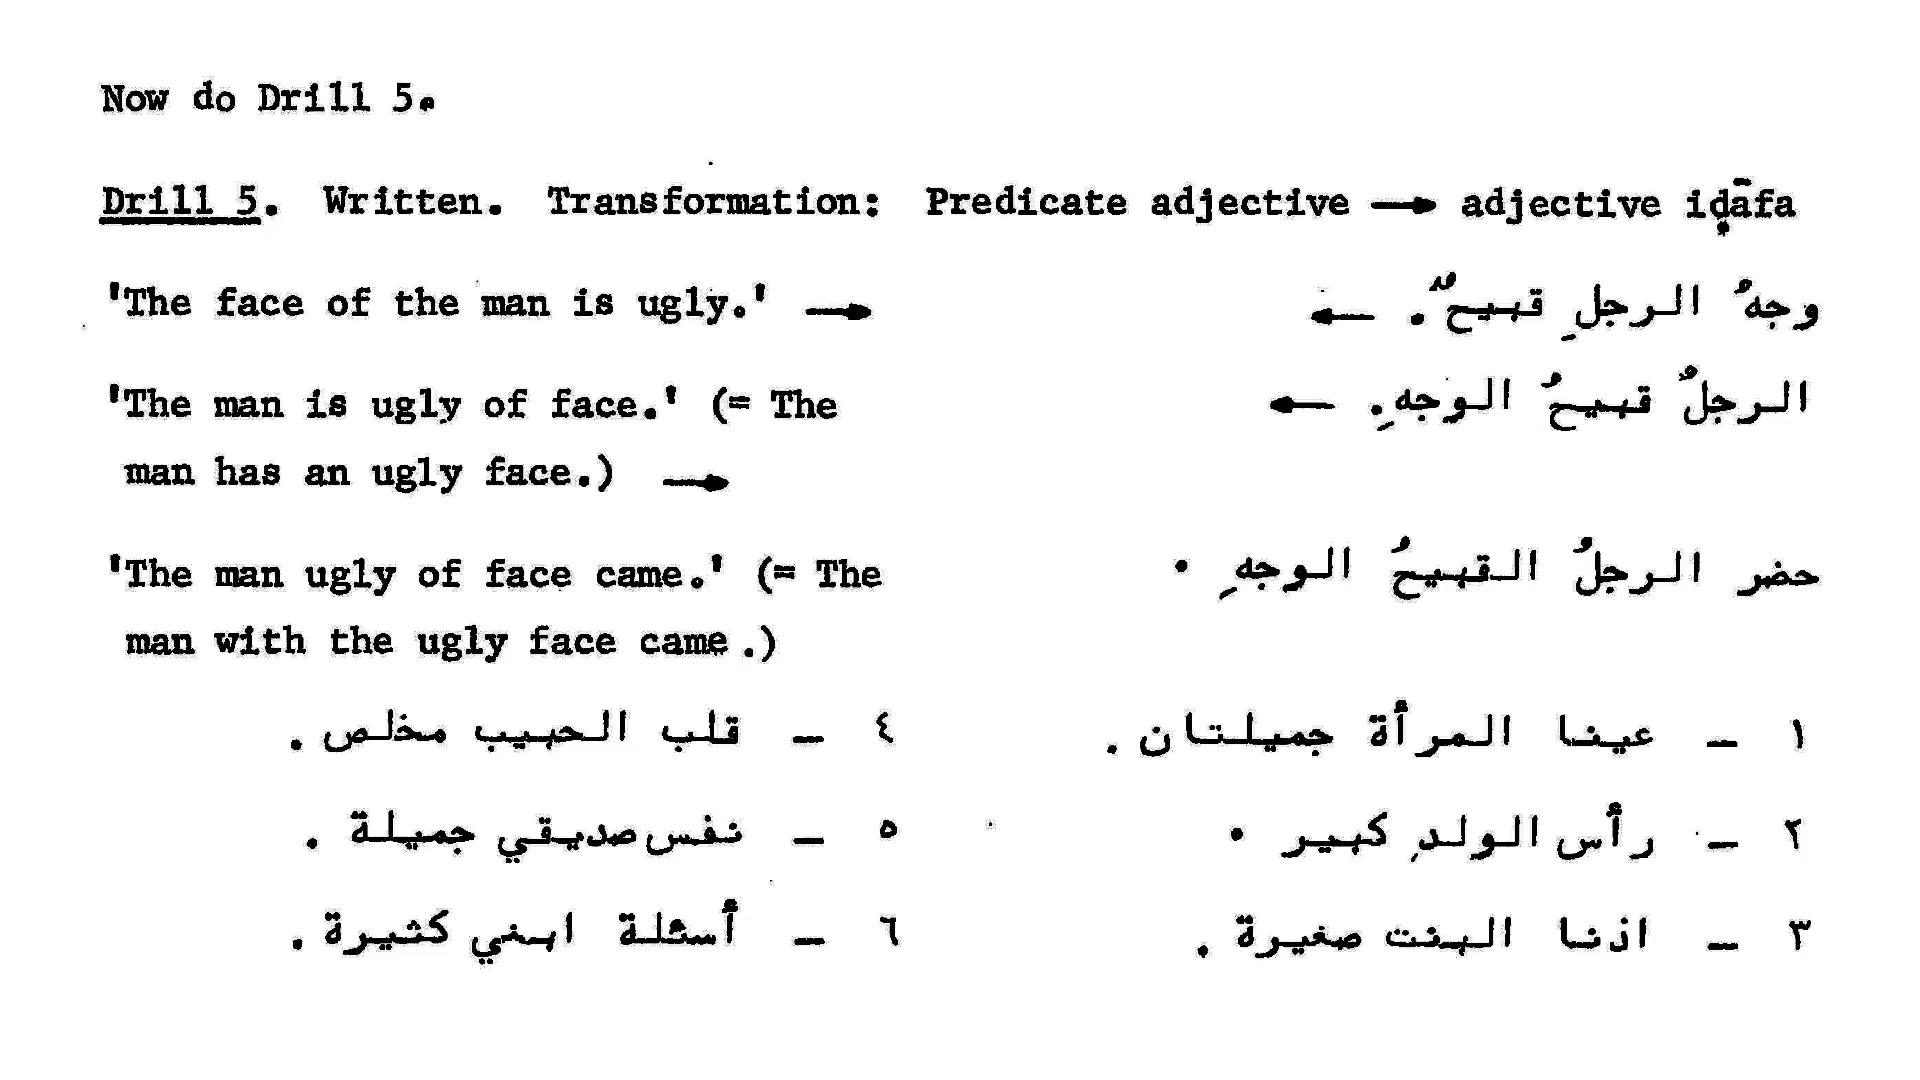 Now do Drill 5.
Drill 5. Written. Transformation: Predicate adjective → adjective iḍāfa
'The face of the man is ugly.' → وجهُ الرجلِ قبيحٌ. ←
'The man is ugly of face.' (= The الرجلُ قبيحُ الوجهِ. ←
man has an ugly face.) →
'The man ugly of face came.' (= The حضر الرجلُ القبيحُ الوجهِ .
man with the ugly face came.)
١ – عينا المرأة جميلتان . ٤ – قلب الحبيب مخلص .
٢ – رأس الولدِ كبير . ٥ – نفس صديقي جميلة .
٣ – اذنا البنت صغيرة . ٦ – أسئلة ابني كثيرة .